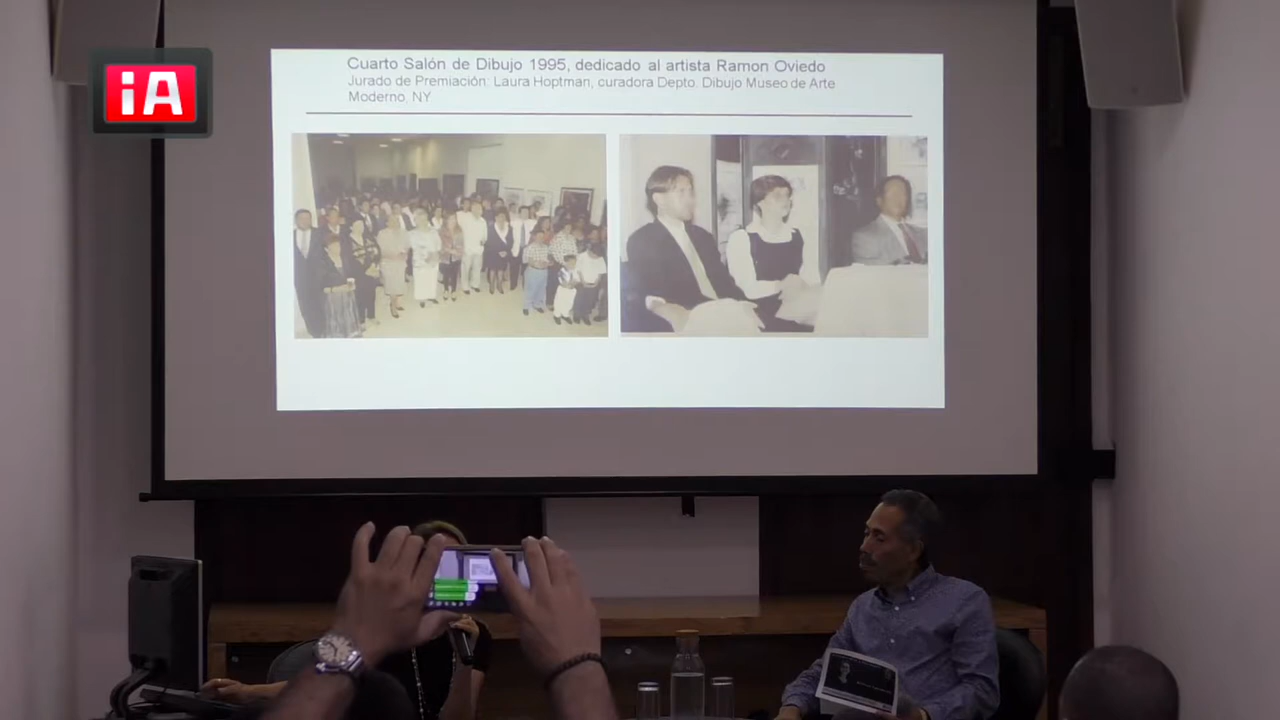 iA
Cuarto Salón de Dibujo 1995, dedicado al artista Ramon Oviedo
Jurado de Premiación: Laura Hoptman, curadora Depto. Dibujo Museo de Arte
Moderno, NY